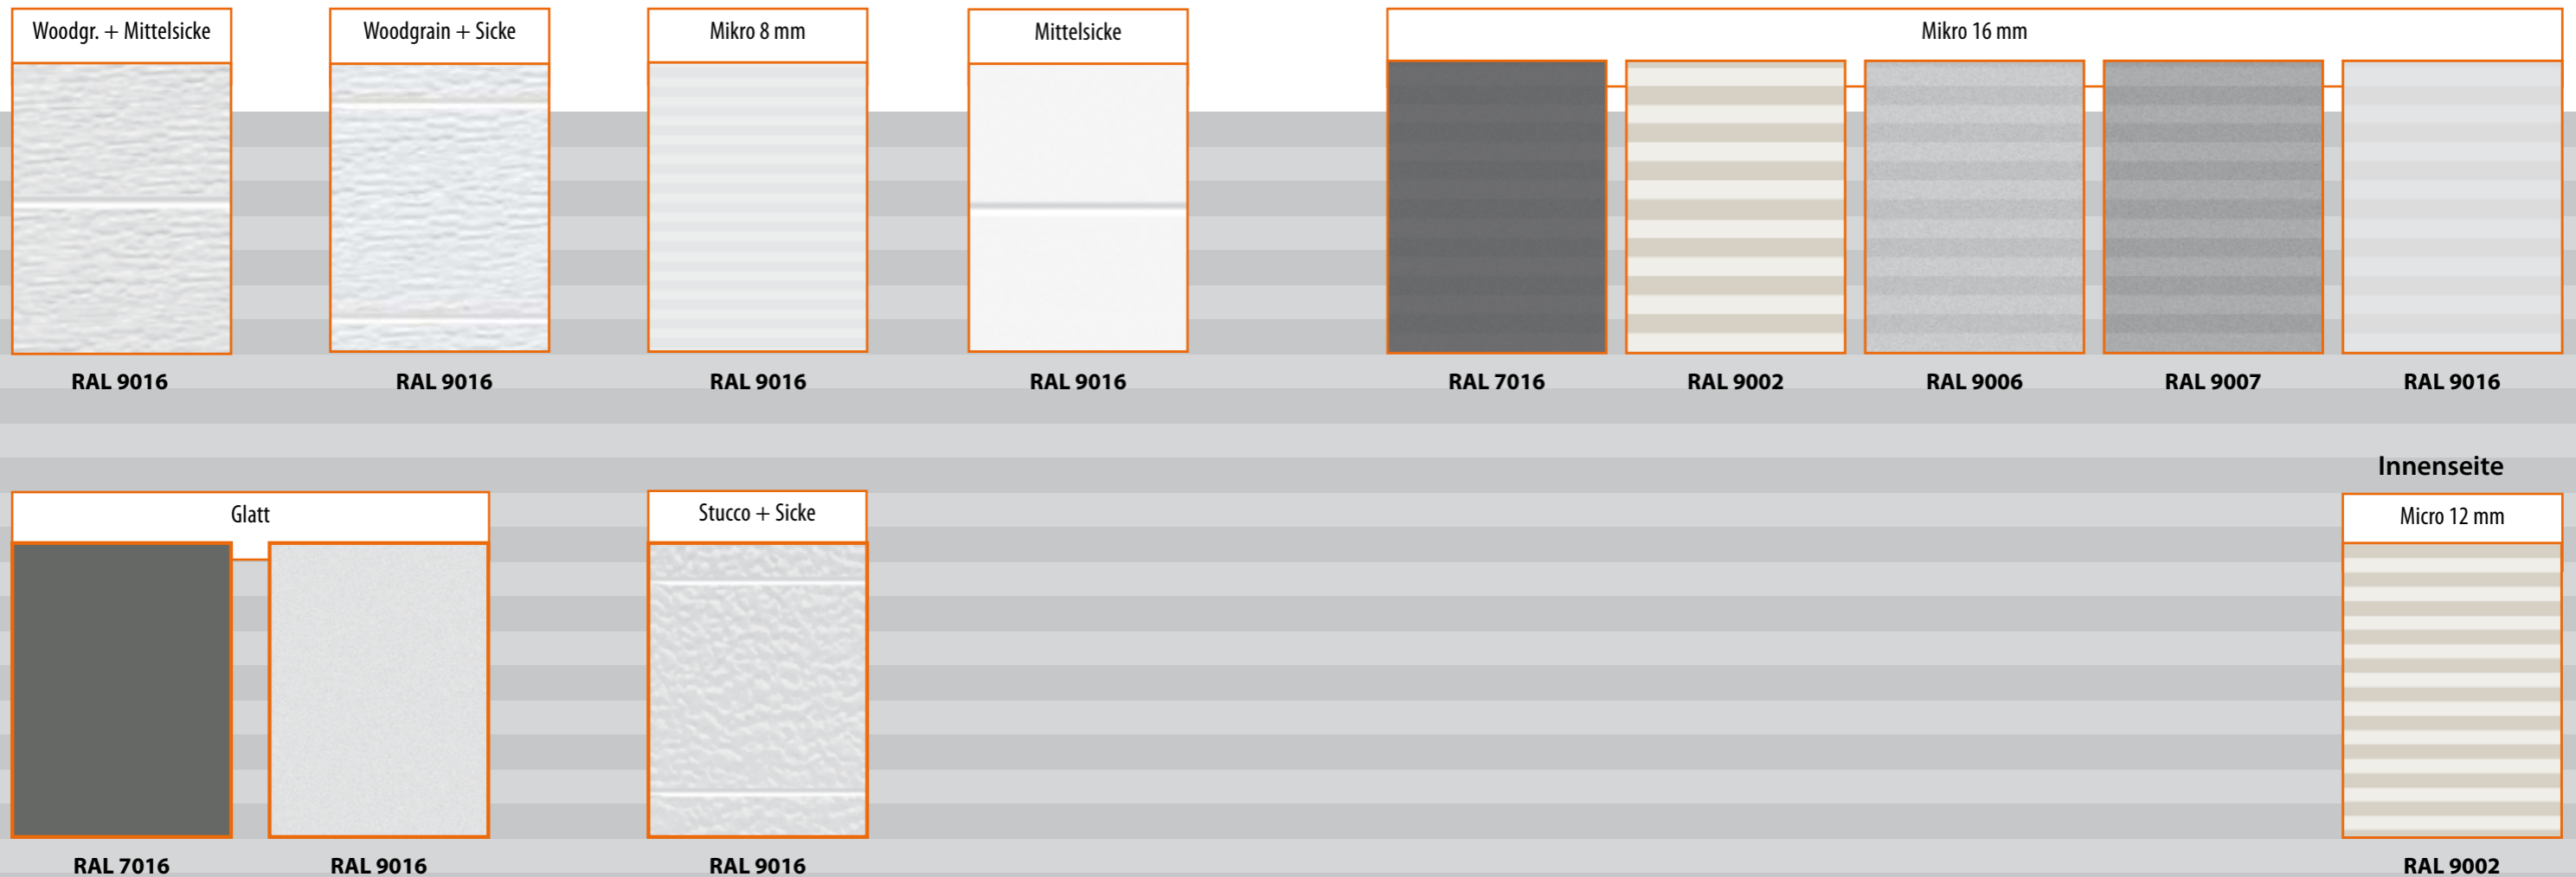 Woodgr. + Mittelsicke
Woodgrain + Sicke
Mikro 8 mm
Mittelsicke
Mikro 16 mm
RAL 9016
RAL 9016
RAL 9016
RAL 9016
RAL 7016
RAL 9002
RAL 9006
RAL 9007
RAL 9016
Innenseite
Glatt
Stucco + Sicke
Micro 12 mm
RAL 7016
RAL 9016
RAL 9016
RAL 9002